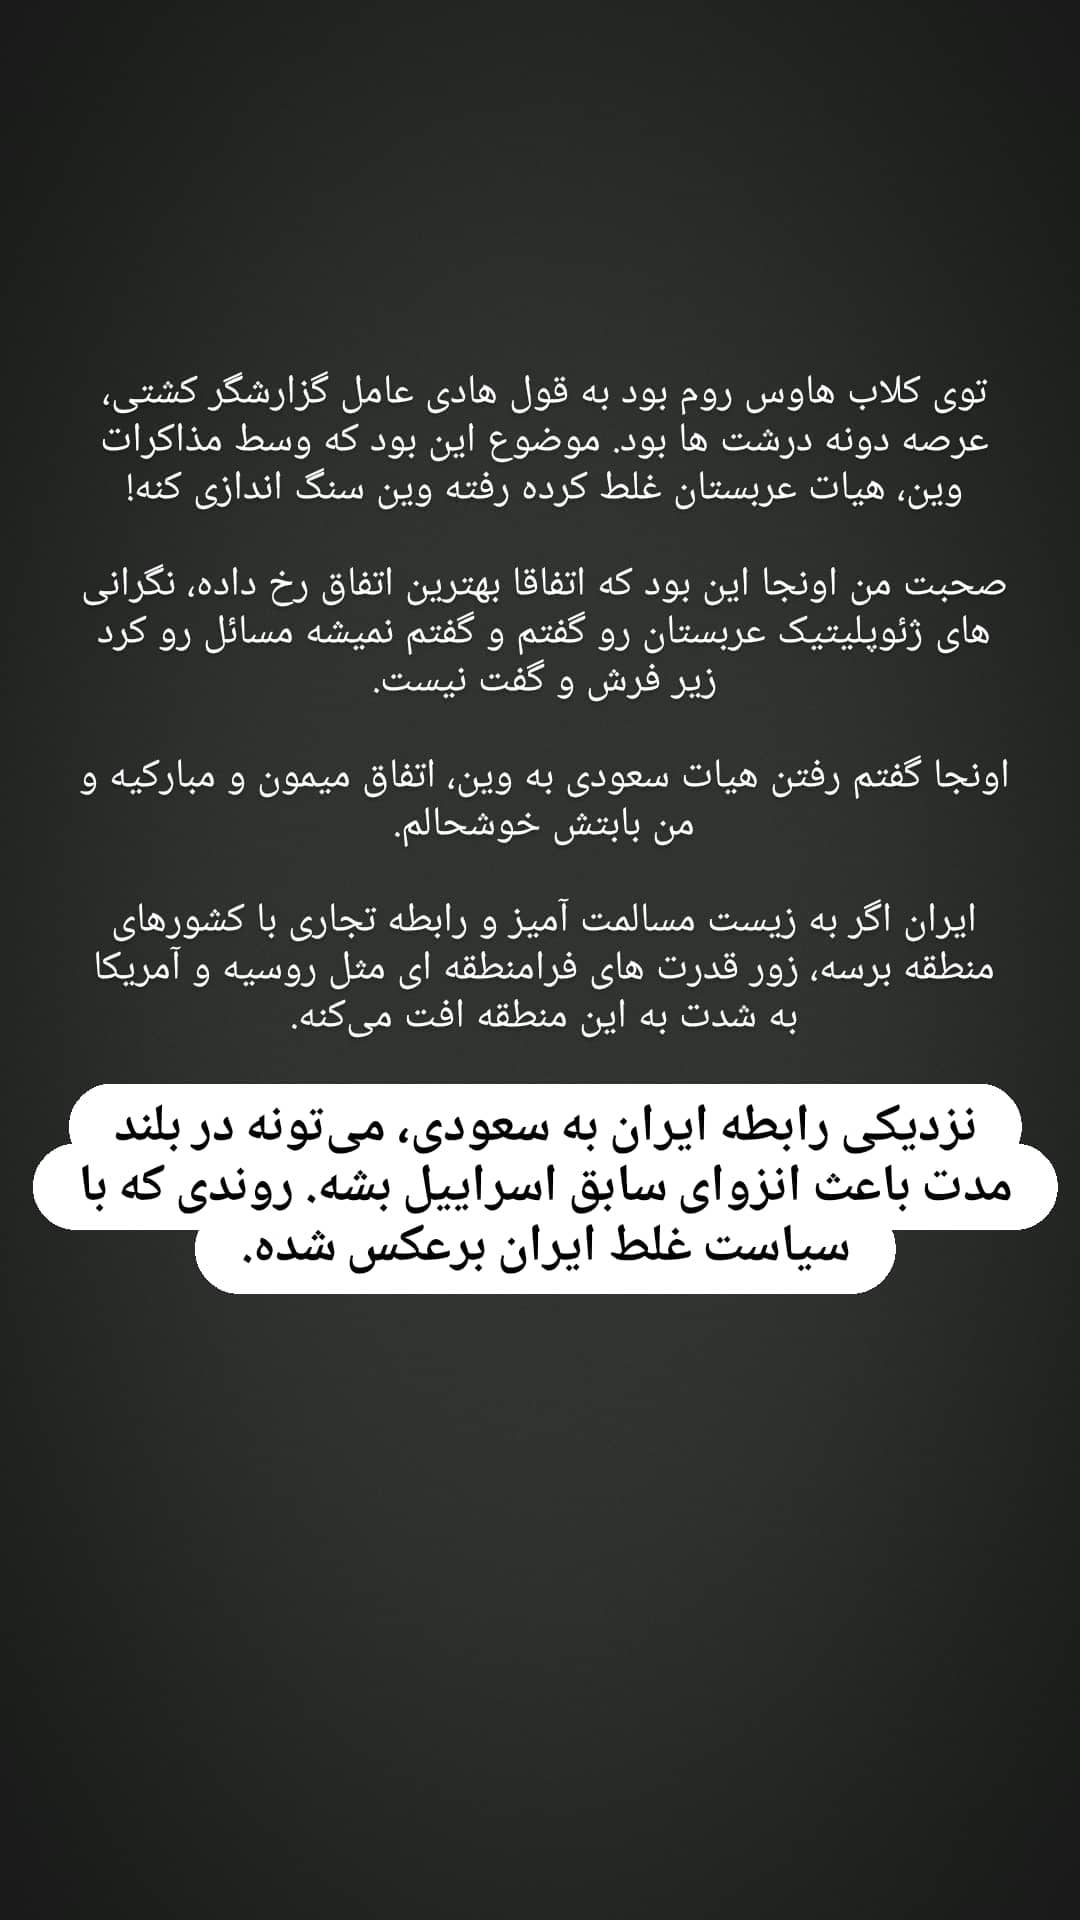 توی کلاب هاوس روم بود به قول هادی عامل گزارشگر کشتی،
عرصه دونه درشت ها بود. موضوع این بود که وسط مذاکرات
وین، هیات عربستان غلط کرده رفته وین سنگ اندازی کنه!
صحبت من اونجا این بود که اتفاقا بهترین اتفاق رخ داده، نگرانی
های ژئوپلیتیک عربستان رو گفتم و گفتم نمیشه مسائل رو کرد
زیر فرش و گفت نیست.
اونجا گفتم رفتن هیات سعودی به وین، اتفاق میمون و مبارکیه و
من بابتش خوشحالم.
ایران اگر به زیست مسالمت آمیز و رابطه تجاری با کشورهای
منطقه برسه، زور قدرت های فرامنطقه ای مثل روسیه و آمریکا
به شدت به این منطقه افت می‌کنه.
نزدیکی رابطه ایران به سعودی، می‌تونه در بلند
مدت باعث انزوای سابق اسراییل بشه. روندی که با
سیاست غلط ایران برعکس شده.